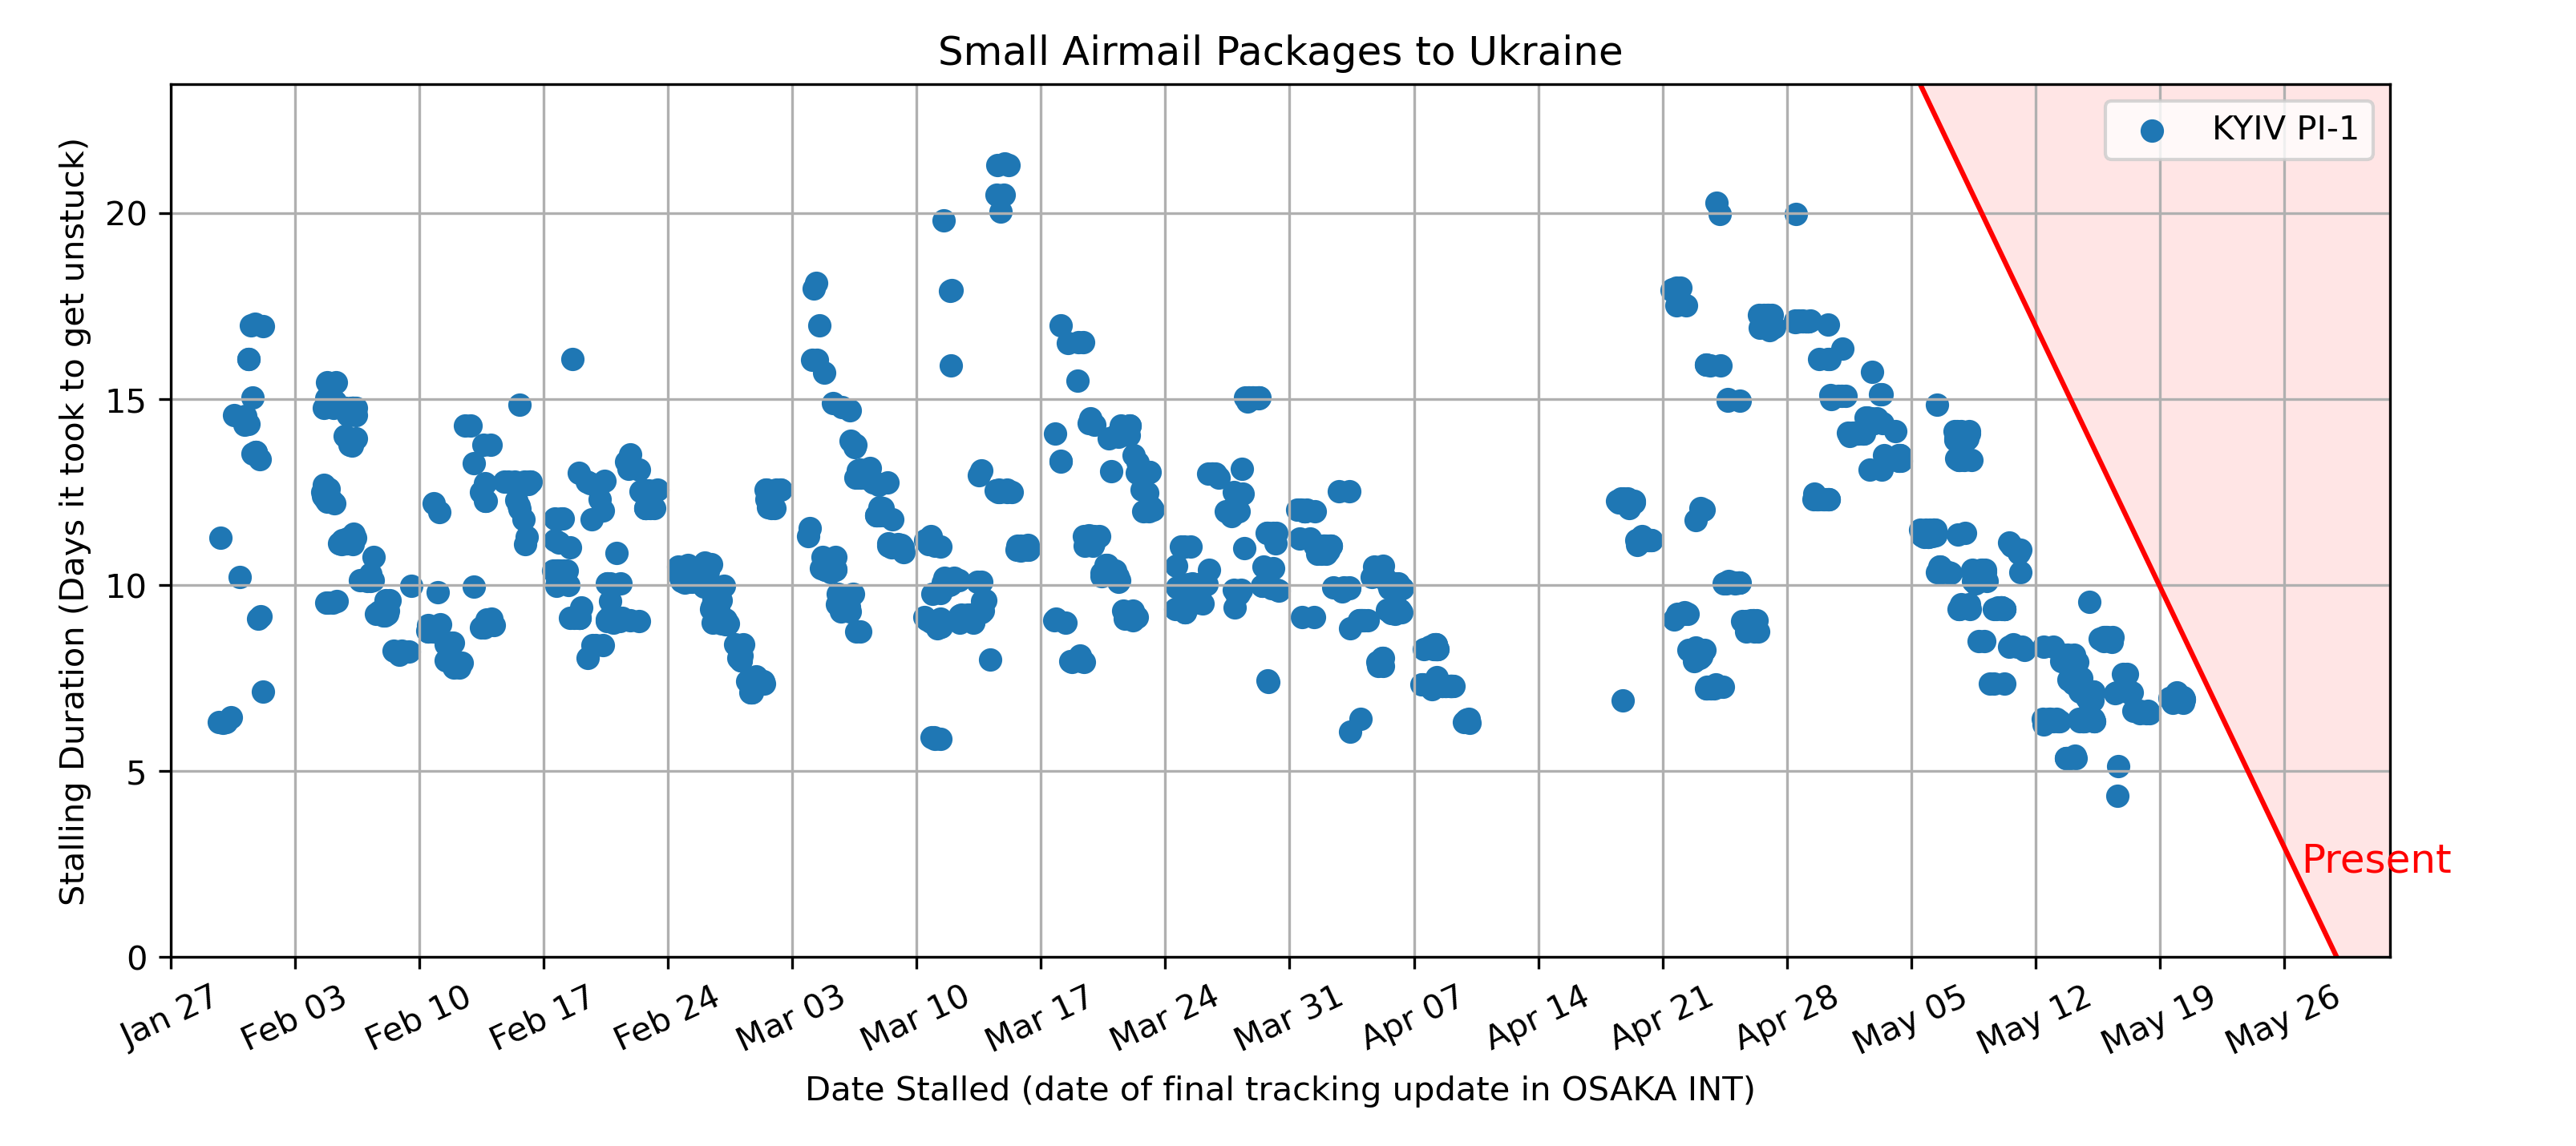 Small Airmail Packages to Ukraine
KYIV PI-1
Stalling Duration (Days it took to get unstuck)
20
15
10
5
0
Present
Jan 27
Feb 03
Feb 10
Feb 17
Feb 24
Mar 03
Mar 10
Mar 17
Mar 24
Mar 31
Apr 07
Apr 14
Apr 21
Apr 28
May 05
May 12
May 19
May 26
Date Stalled (date of final tracking update in OSAKA INT)